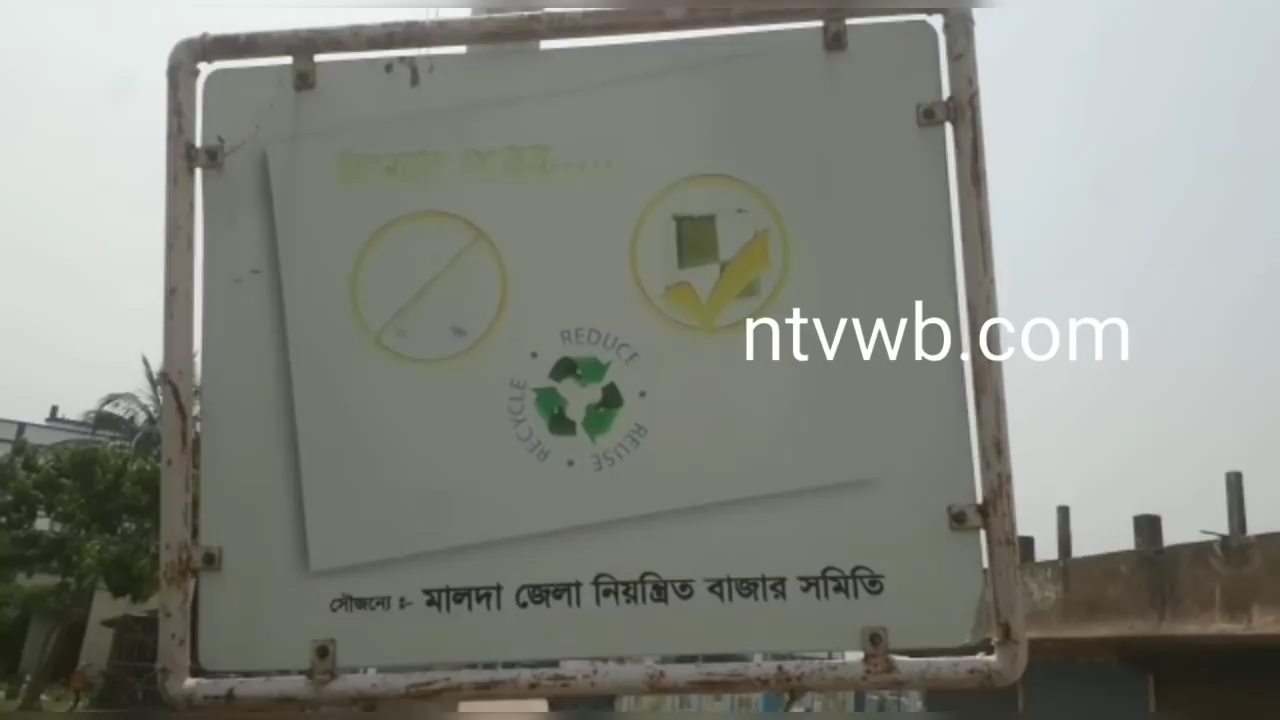 REDUCE
REUSE
RECYCLE
ntvwb.com
সৌজন্যে :- মালদা জেলা নিয়ন্ত্রিত বাজার সমিতি